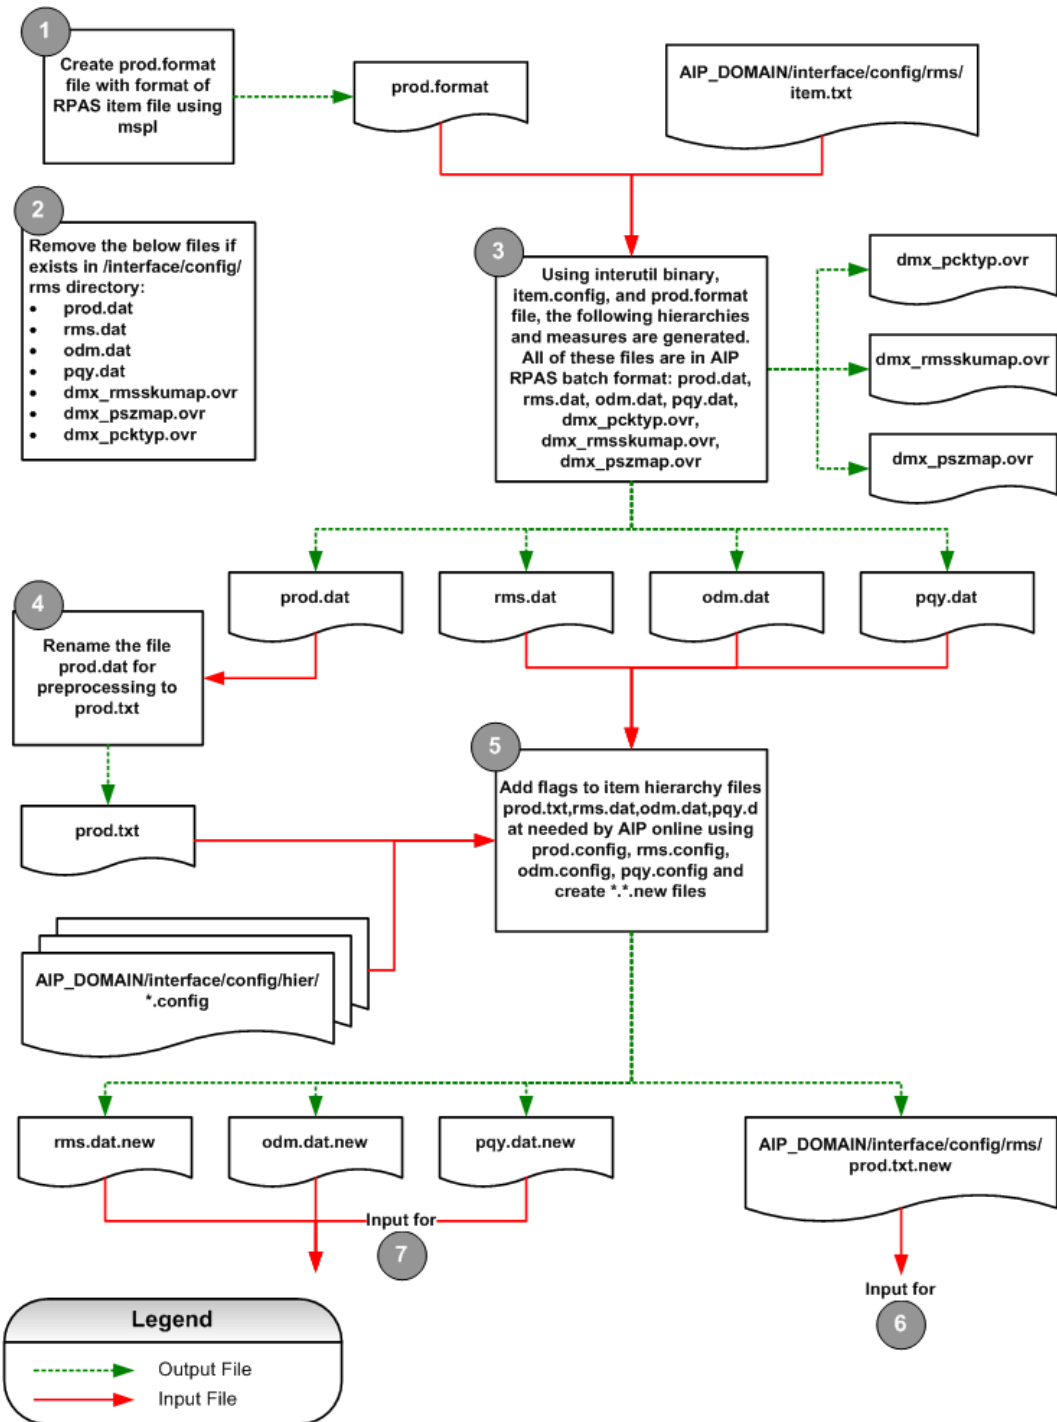 1
Create prod.format
file with format of
RPAS item file using
mspl
prod.format
AIP_DOMAIN/interface/config/rms/
item.txt
2
Remove the below files if
exists in /interface/config/
rms directory:
• prod.dat
• rms.dat
• odm.dat
• pqy.dat
• dmx_rmsskumap.ovr
• dmx_pszmap.ovr
• dmx_pcktyp.ovr
3
Using interutil binary,
item.config, and prod.format
file, the following hierarchies
and measures are generated.
All of these files are in AIP
RPAS batch format: prod.dat,
rms.dat, odm.dat, pqy.dat,
dmx_pcktyp.ovr,
dmx_rmsskumap.ovr,
dmx_pszmap.ovr
dmx_pcktyp.ovr
dmx_rmsskumap.ovr
dmx_pszmap.ovr
prod.dat
rms.dat
odm.dat
pqy.dat
4
Rename the file
prod.dat for
preprocessing to
prod.txt
prod.txt
5
Add flags to item hierarchy files
prod.txt,rms.dat,odm.dat,pqy.d
at needed by AIP online using
prod.config, rms.config,
odm.config, pqy.config and
create *.*.new files
AIP_DOMAIN/interface/config/hier/
*.config
rms.dat.new
odm.dat.new
pqy.dat.new
AIP_DOMAIN/interface/config/rms/
prod.txt.new
Input for
7
Input for
6
Legend
Output File
Input File